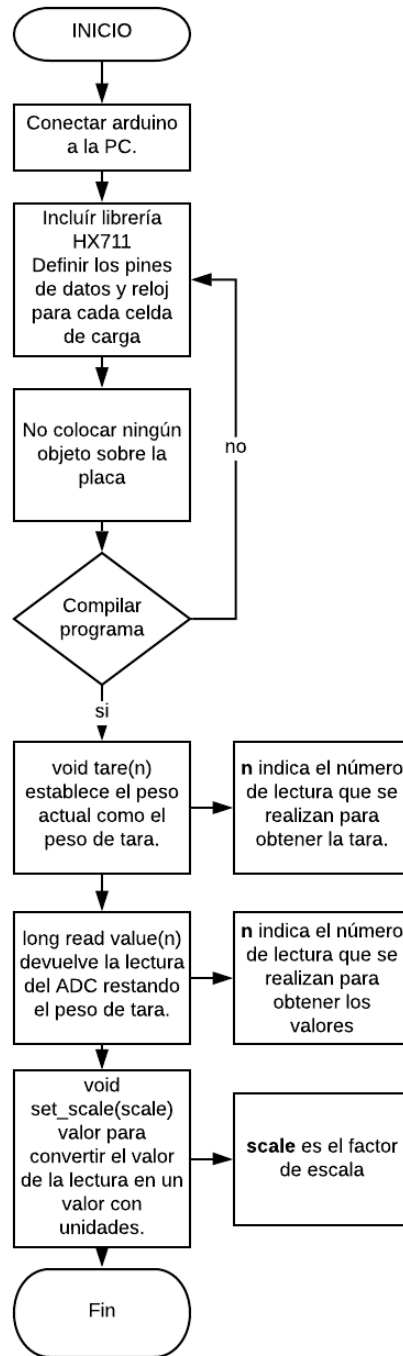 INICIO
Conectar arduino
a la PC.
Incluír librería
HX711
Definir los pines
de datos y reloj
para cada celda
de carga
No colocar ningún
objeto sobre la
placa
no
Compilar
programa
si
void tare(n)
establece el peso
actual como el
peso de tara.
n indica el número
de lectura que se
realizan para
obtener la tara.
long read value(n)
devuelve la lectura
del ADC restando
el peso de tara.
n indica el número
de lectura que se
realizan para
obtener los
valores
void
set_scale(scale)
valor para
convertir el valor
de la lectura en un
valor con
unidades.
scale es el factor
de escala
Fin